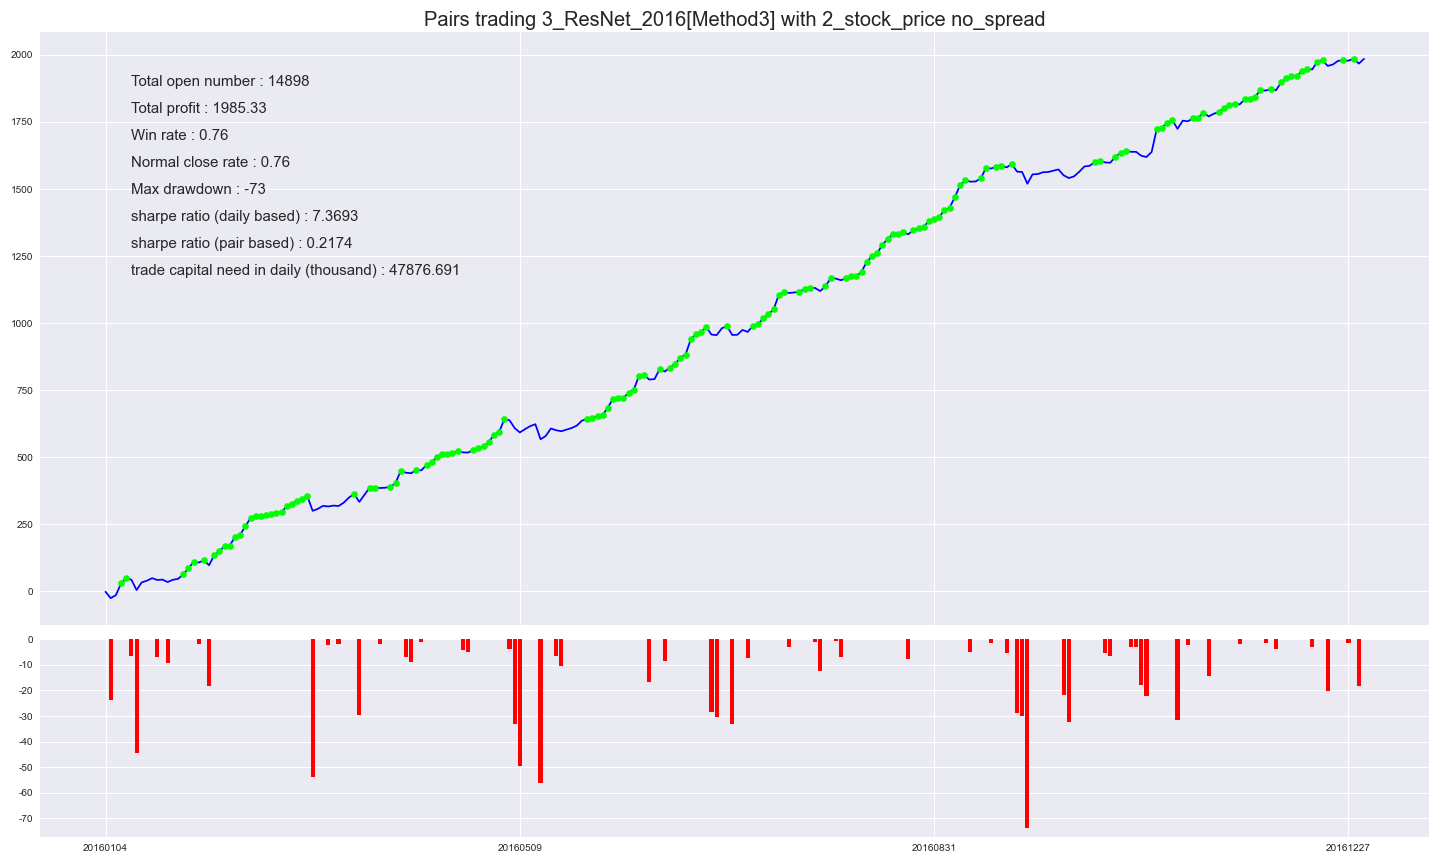 Pairs trading 3_ResNet_2016[Method3] with 2_stock_price no_spread
2000
Total open number : 14898
Total profit : 1985.33
1750
Win rate : 0.76
Normal close rate : 0.76
1500
Max drawdown : -73
sharpe ratio (daily based) : 7.3693
sharpe ratio (pair based) : 0.2174
1250
trade capital need in daily (thousand) : 47876.691
1000
750
500
250
0
0
-10
-20
-30
-40
-50
-60
-70
20160104
20160509
20160831
20161227